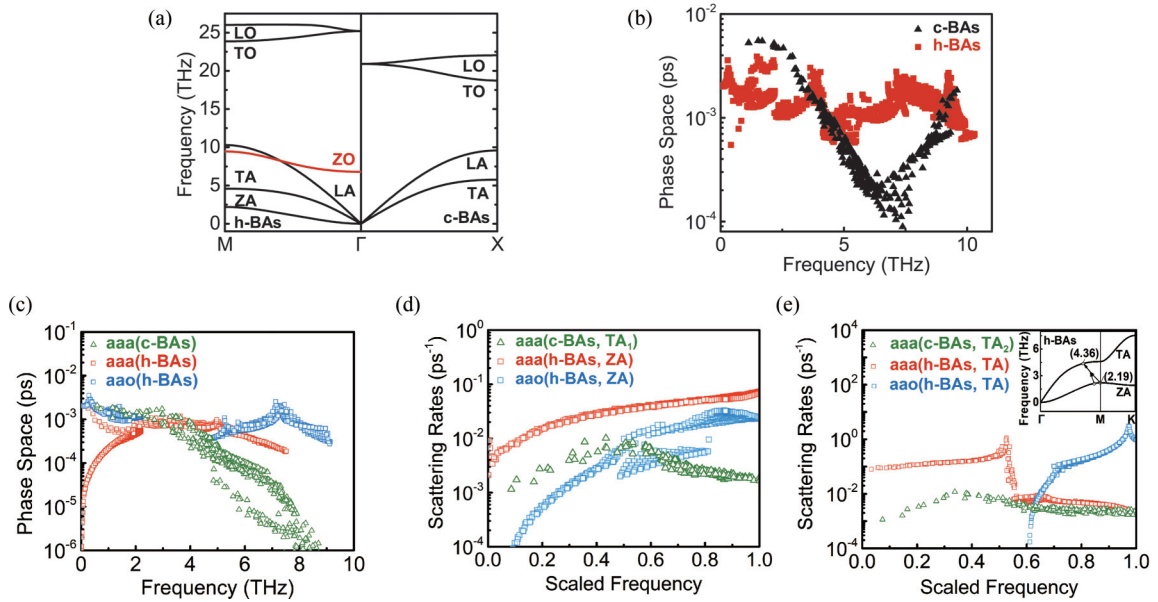 (a)
Frequency (THz)
25
20
15
10
5
0
LO
TO
ZO
TA
LA
ZA
h-BAs
LO
TO
LA
TA
c-BAs
M
Γ
X
(b)
Phase Space (ps)
10⁻²
10⁻³
10⁻⁴
c-BAs
h-BAs
0
5
10
Frequency (THz)
(c)
Phase Space (ps)
10⁻¹
10⁻²
10⁻³
10⁻⁴
10⁻⁵
10⁻⁶
aaa(c-BAs)
aaa(h-BAs)
aao(h-BAs)
0 2 4 6 8 10
Frequency (THz)
(d)
Scattering Rates (ps⁻¹)
10⁰
10⁻¹
10⁻²
10⁻³
10⁻⁴
aaa(c-BAs, TA₁)
aaa(h-BAs, ZA)
aao(h-BAs, ZA)
0.0 0.2 0.4 0.6 0.8 1.0
Scaled Frequency
(e)
Scattering Rates (ps⁻¹)
10⁴
10²
10⁰
10⁻²
10⁻⁴
aaa(c-BAs, TA₂)
aaa(h-BAs, TA)
aao(h-BAs, TA)
Frequency (THz)
6
3
0
h-BAs
(4.36)
TA
(2.19)
ZA
Γ
M
K
0.0 0.2 0.4 0.6 0.8 1.0
Scaled Frequency